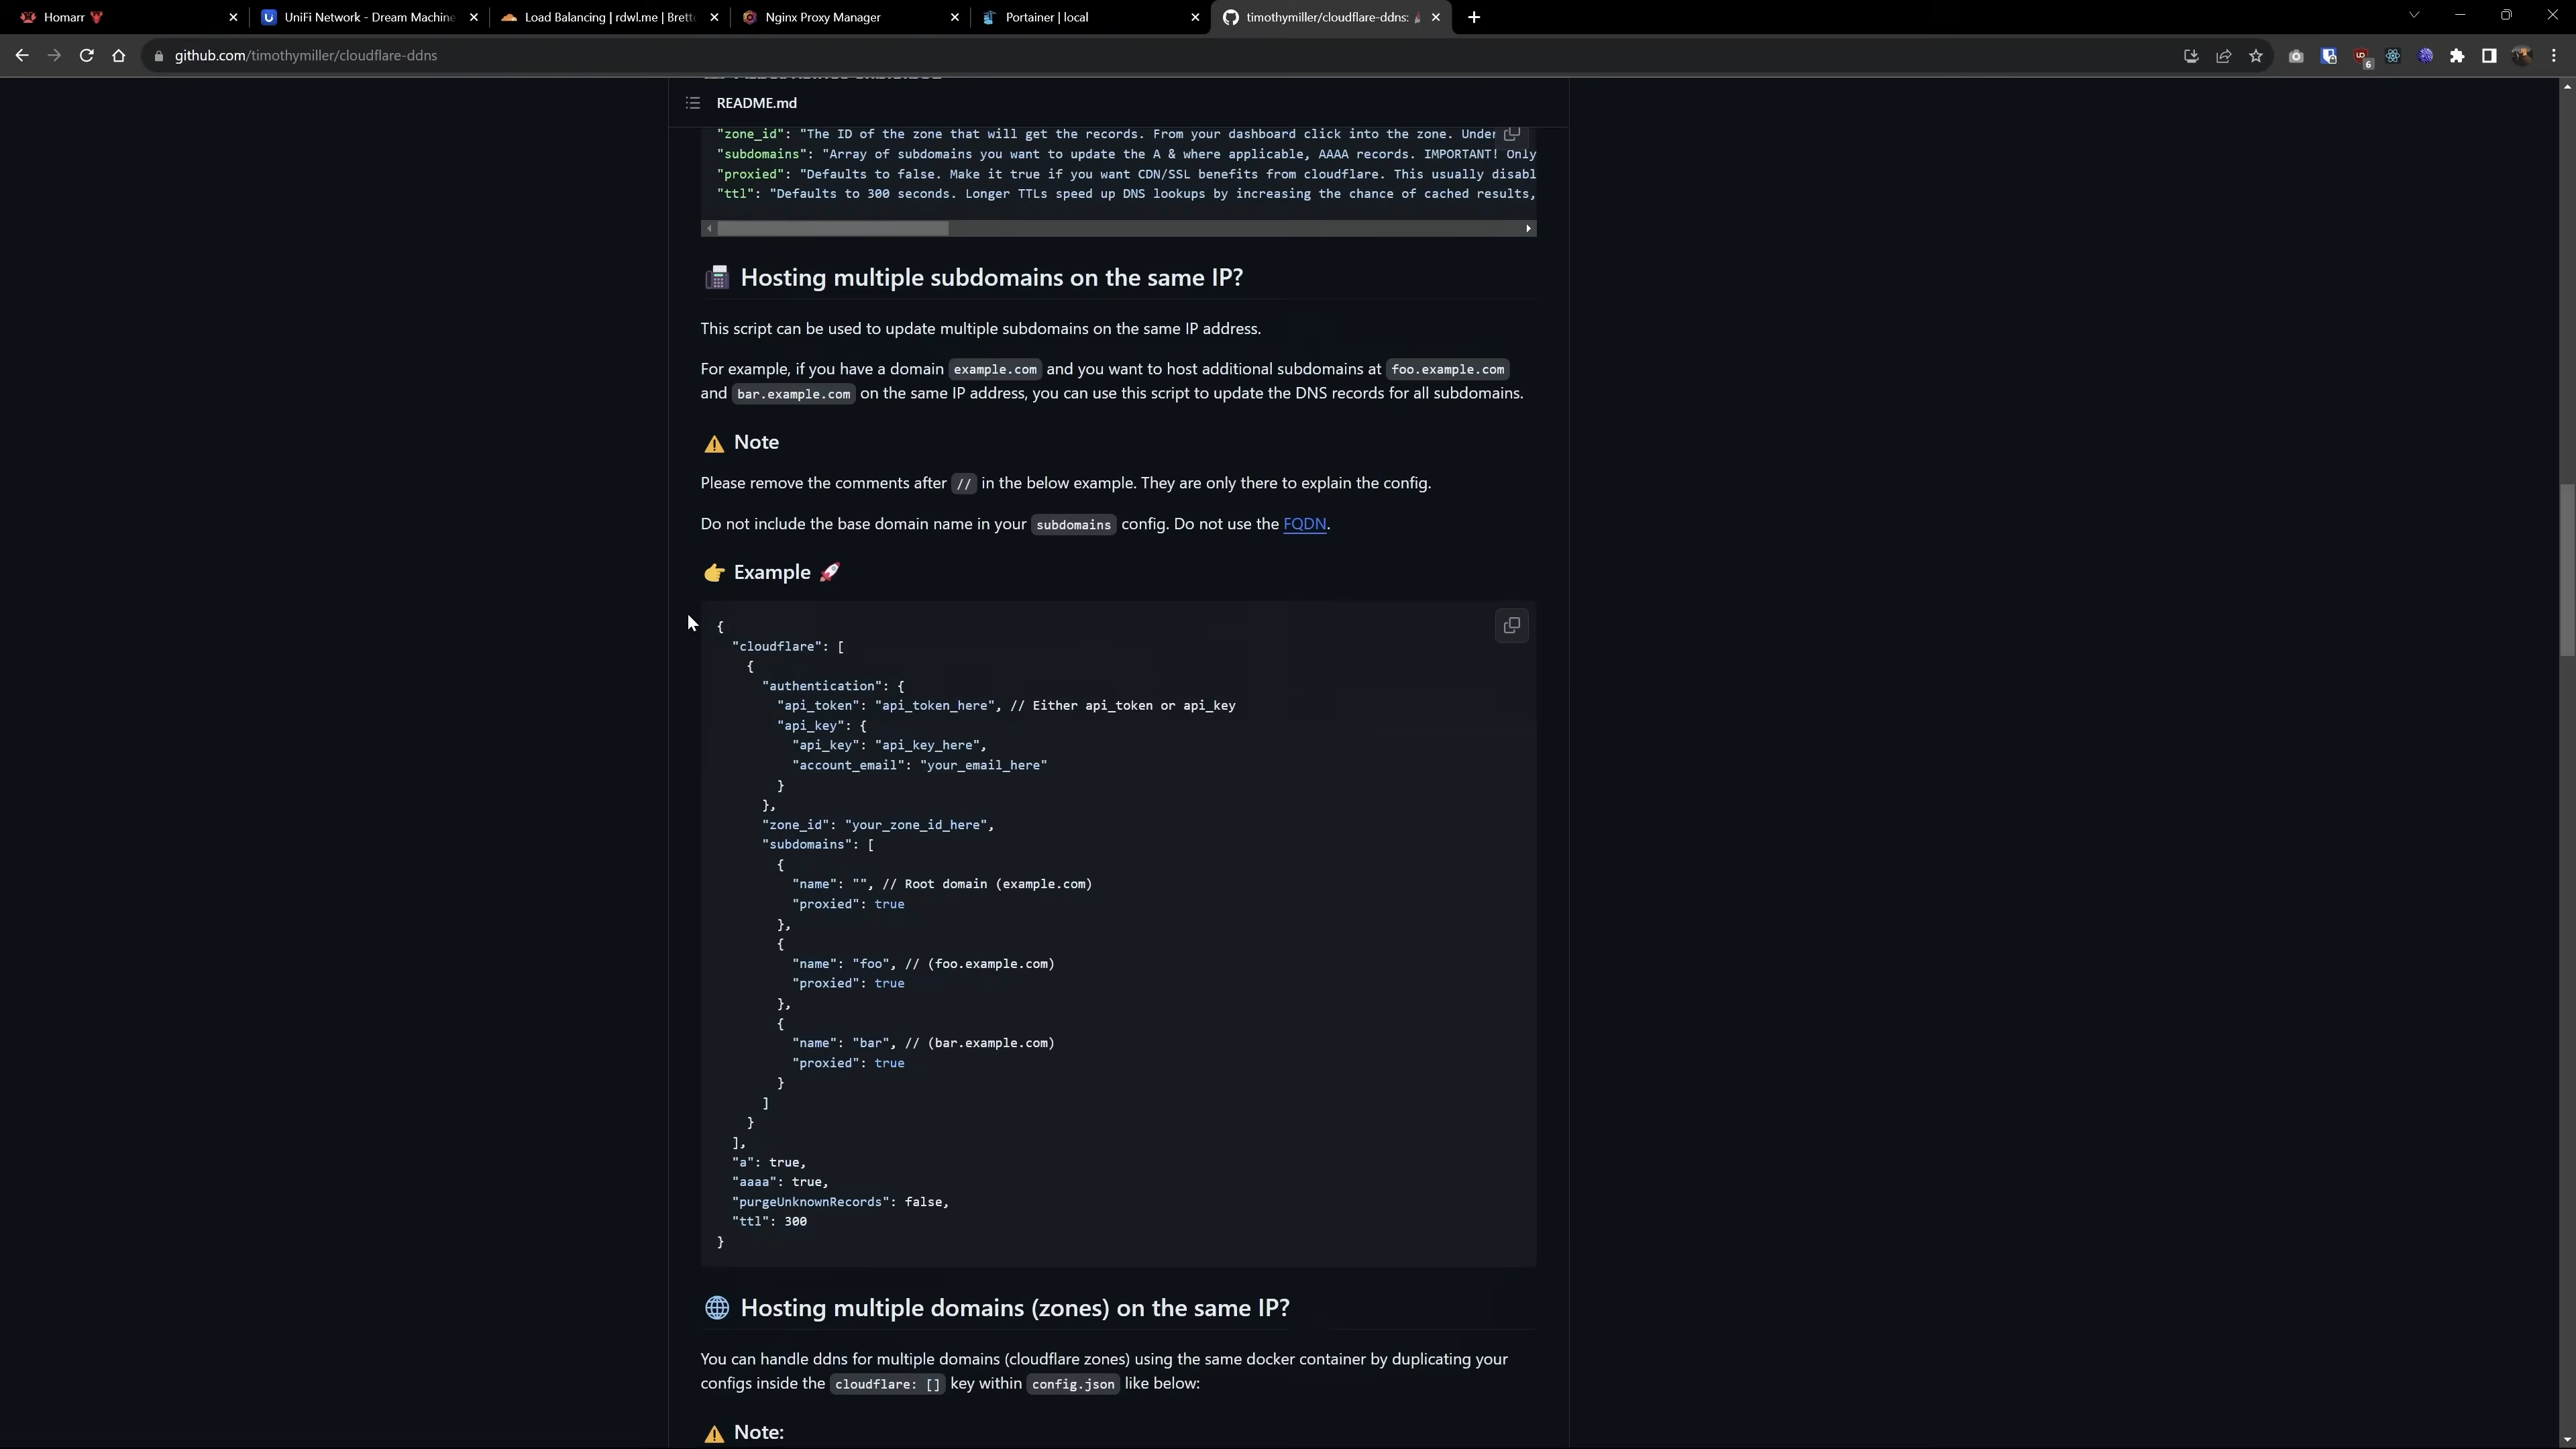 Homarr
UniFi Network - Dream Machine
Load Balancing | rdwl.me | Brett
Nginx Proxy Manager
Portainer | local
timothymiller/cloudflare-ddns:
github.com/timothymiller/cloudflare-ddns
6
README.md
"zone_id": "The ID of the zone that will get the records. From your dashboard click into the zone. Under
"subdomains": "Array of subdomains you want to update the A & where applicable, AAAA records. IMPORTANT! Only
"proxied": "Defaults to false. Make it true if you want CDN/SSL benefits from cloudflare. This usually disabl
"ttl": "Defaults to 300 seconds. Longer TTLs speed up DNS lookups by increasing the chance of cached results,
Hosting multiple subdomains on the same IP?
This script can be used to update multiple subdomains on the same IP address.
For example, if you have a domain example.com and you want to host additional subdomains at foo.example.com
and bar.example.com on the same IP address, you can use this script to update the DNS records for all subdomains.
Note
Please remove the comments after // in the below example. They are only there to explain the config.
Do not include the base domain name in your subdomains config. Do not use the FQDN.
Example
{
"cloudflare": [
{
"authentication": {
"api_token": "api_token_here", // Either api_token or api_key
"api_key": {
"api_key": "api_key_here",
"account_email": "your_email_here"
}
},
"zone_id": "your_zone_id_here",
"subdomains": [
{
"name": "", // Root domain (example.com)
"proxied": true
},
{
"name": "foo", // (foo.example.com)
"proxied": true
},
{
"name": "bar", // (bar.example.com)
"proxied": true
}
]
}
],
"a": true,
"aaaa": true,
"purgeUnknownRecords": false,
"ttl": 300
}
Hosting multiple domains (zones) on the same IP?
You can handle ddns for multiple domains (cloudflare zones) using the same docker container by duplicating your
configs inside the cloudflare: [] key within config.json like below:
Note: